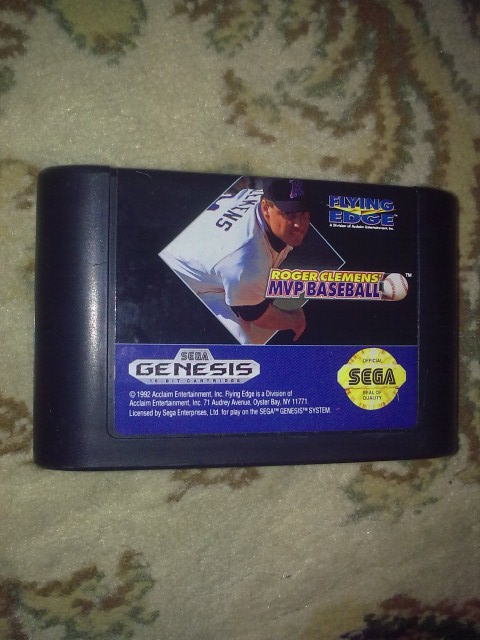 FLYING
EDGE
A Division of Acclaim Entertainment, Inc.
ROGER CLEMENS'
MVP BASEBALL™
SEGA
GENESIS
16-BIT CARTRIDGE
© 1992 Acclaim Entertainment, Inc. Flying Edge is a Division of
Acclaim Entertainment, Inc. 71 Audrey Avenue, Oyster Bay, NY 11771.
Licensed by Sega Enterprises, Ltd. for play on the SEGA™ GENESIS™ SYSTEM.
OFFICIAL
SEGA
SEAL OF
QUALITY